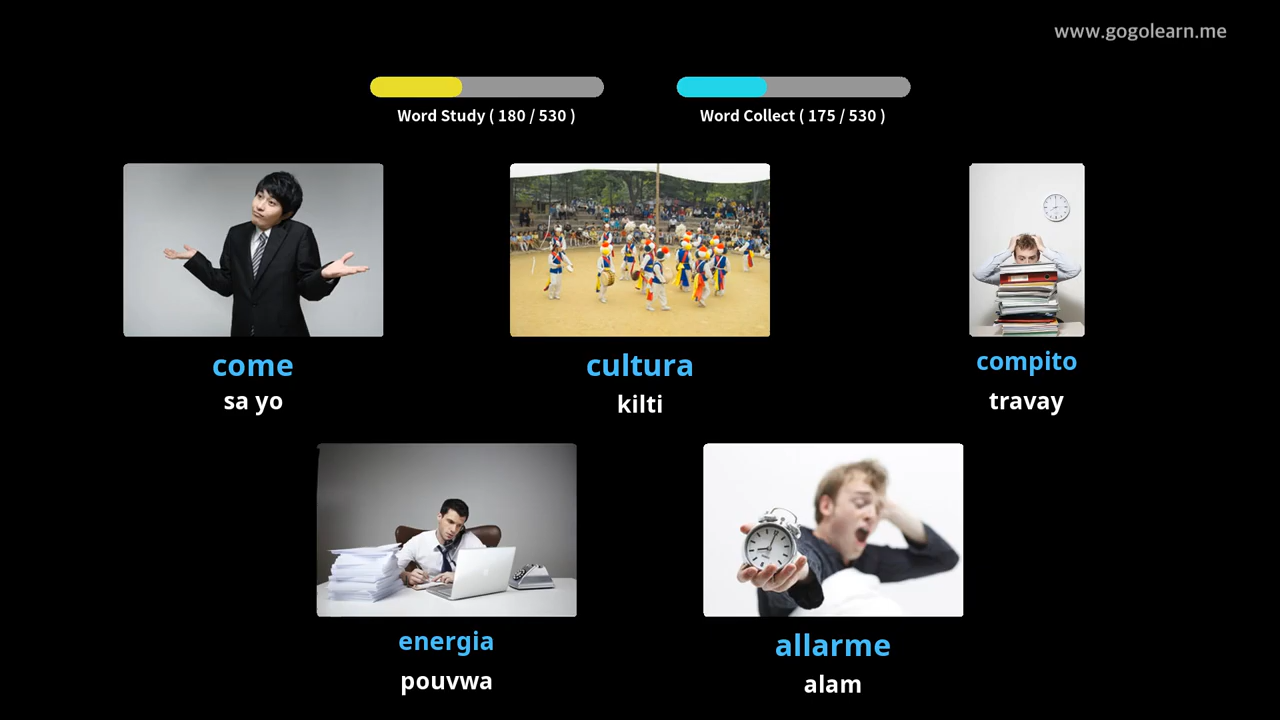 www.gogolearn.me
Word Study ( 180 / 530 )
Word Collect ( 175 / 530 )
come
sa yo
cultura
kilti
compito
travay
energia
pouvwa
allarme
alam